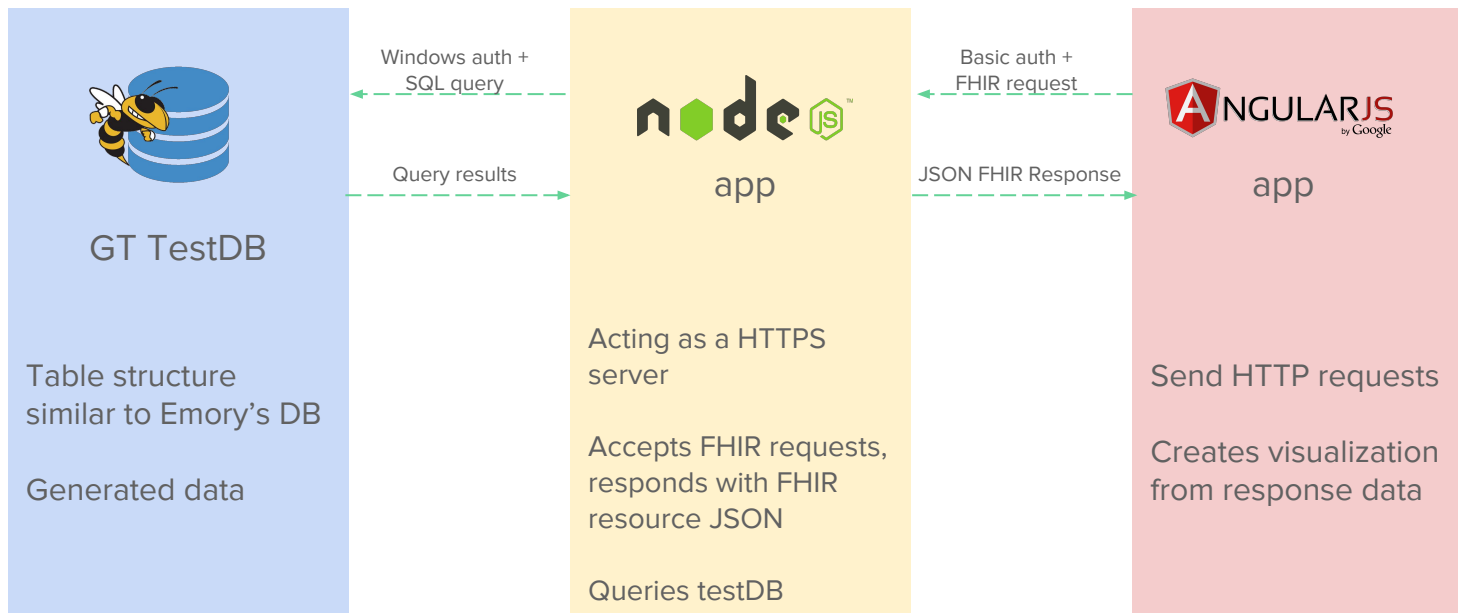 Windows auth +
SQL query
Query results
GT TestDB
Table structure
similar to Emory’s DB
Generated data
node
JS
TM
app
Acting as a HTTPS
server
Accepts FHIR requests,
responds with FHIR
resource JSON
Queries testDB
Basic auth +
FHIR request
JSON FHIR Response
ANGULARJS
by Google
app
Send HTTP requests
Creates visualization
from response data